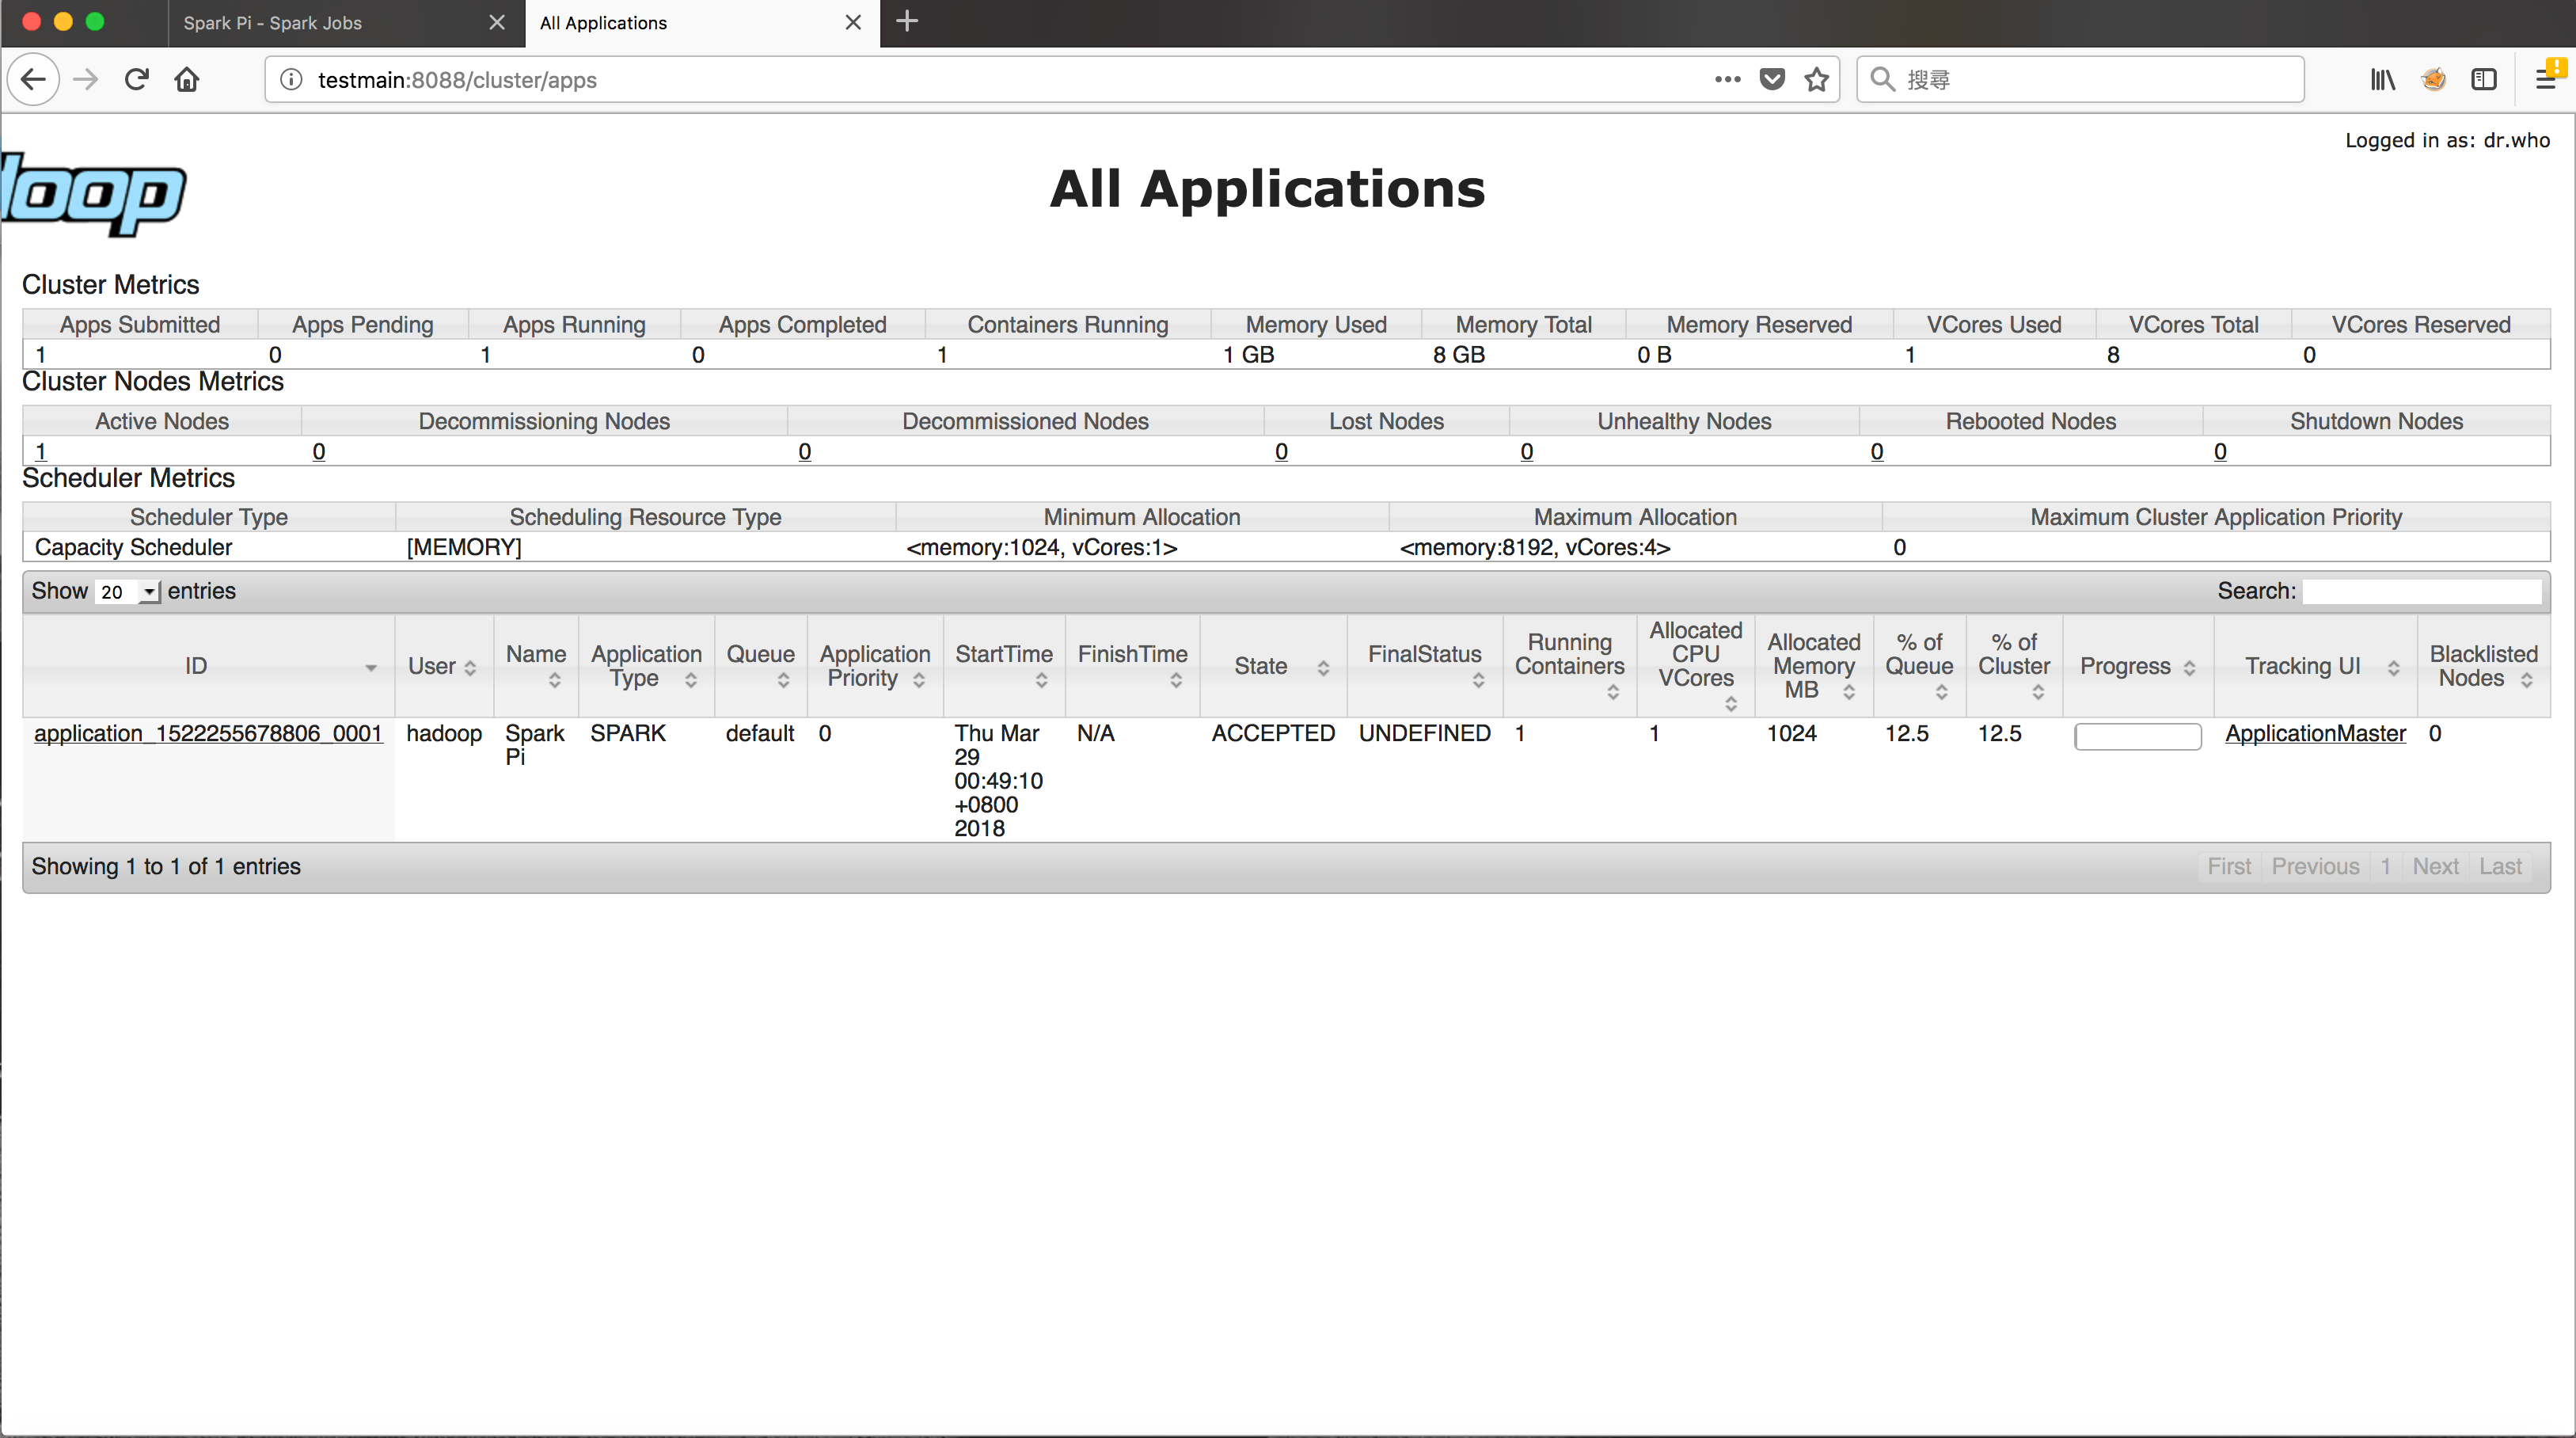 Spark Pi - Spark Jobs
All Applications
testmain:8088/cluster/apps
搜尋
Logged in as: dr.who
loop
All Applications
Cluster Metrics
Apps Submitted Apps Pending Apps Running Apps Completed Containers Running Memory Used Memory Total Memory Reserved VCores Used VCores Total VCores Reserved
1 0 1 0 1 1 GB 8 GB 0 B 1 8 0
Cluster Nodes Metrics
Active Nodes Decommissioning Nodes Decommissioned Nodes Lost Nodes Unhealthy Nodes Rebooted Nodes Shutdown Nodes
1 0 0 0 0 0 0
Scheduler Metrics
Scheduler Type Scheduling Resource Type Minimum Allocation Maximum Allocation Maximum Cluster Application Priority
Capacity Scheduler [MEMORY] <memory:1024, vCores:1> <memory:8192, vCores:4> 0
Show 20 entries Search:
ID
User
Name
Application
Type
Queue
Application
Priority
StartTime
FinishTime
State
FinalStatus
Running
Containers
Allocated
CPU
VCores
Allocated
Memory
MB
% of
Queue
% of
Cluster
Progress
Tracking UI
Blacklisted
Nodes
application_1522255678806_0001
hadoop
Spark
Pi
SPARK
default
0
Thu Mar
29
00:49:10
+0800
2018
N/A
ACCEPTED
UNDEFINED
1
1
1024
12.5
12.5
ApplicationMaster
0
Showing 1 to 1 of 1 entries
First Previous 1 Next Last